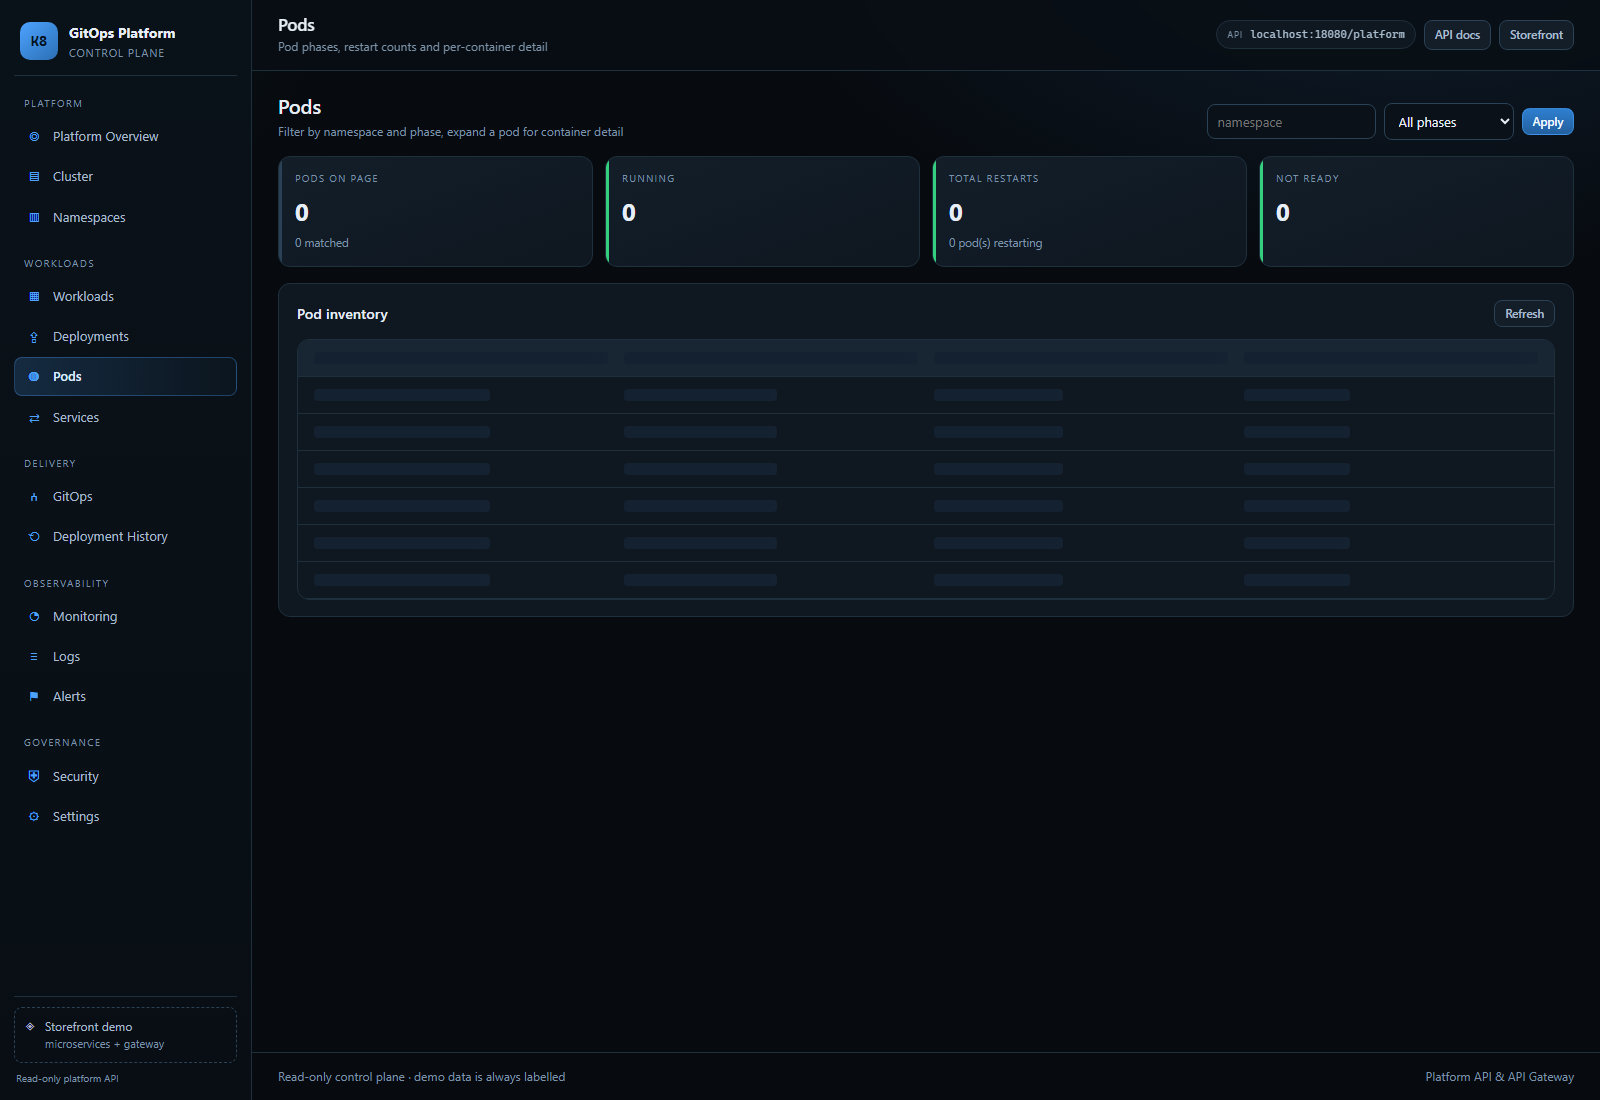 K8
GitOps Platform
CONTROL PLANE
PLATFORM
Platform Overview
Cluster
Namespaces
WORKLOADS
Workloads
Deployments
Pods
Services
DELIVERY
GitOps
Deployment History
OBSERVABILITY
Monitoring
Logs
Alerts
GOVERNANCE
Security
Settings
Storefront demo
microservices + gateway
Read-only platform API
Pods
Pod phases, restart counts and per-container detail
API localhost:18080/platform
API docs
Storefront
Pods
Filter by namespace and phase, expand a pod for container detail
namespace
All phases
Apply
PODS ON PAGE
0
0 matched
RUNNING
0
TOTAL RESTARTS
0
0 pod(s) restarting
NOT READY
0
Pod inventory
Refresh
Read-only control plane · demo data is always labelled
Platform API & API Gateway